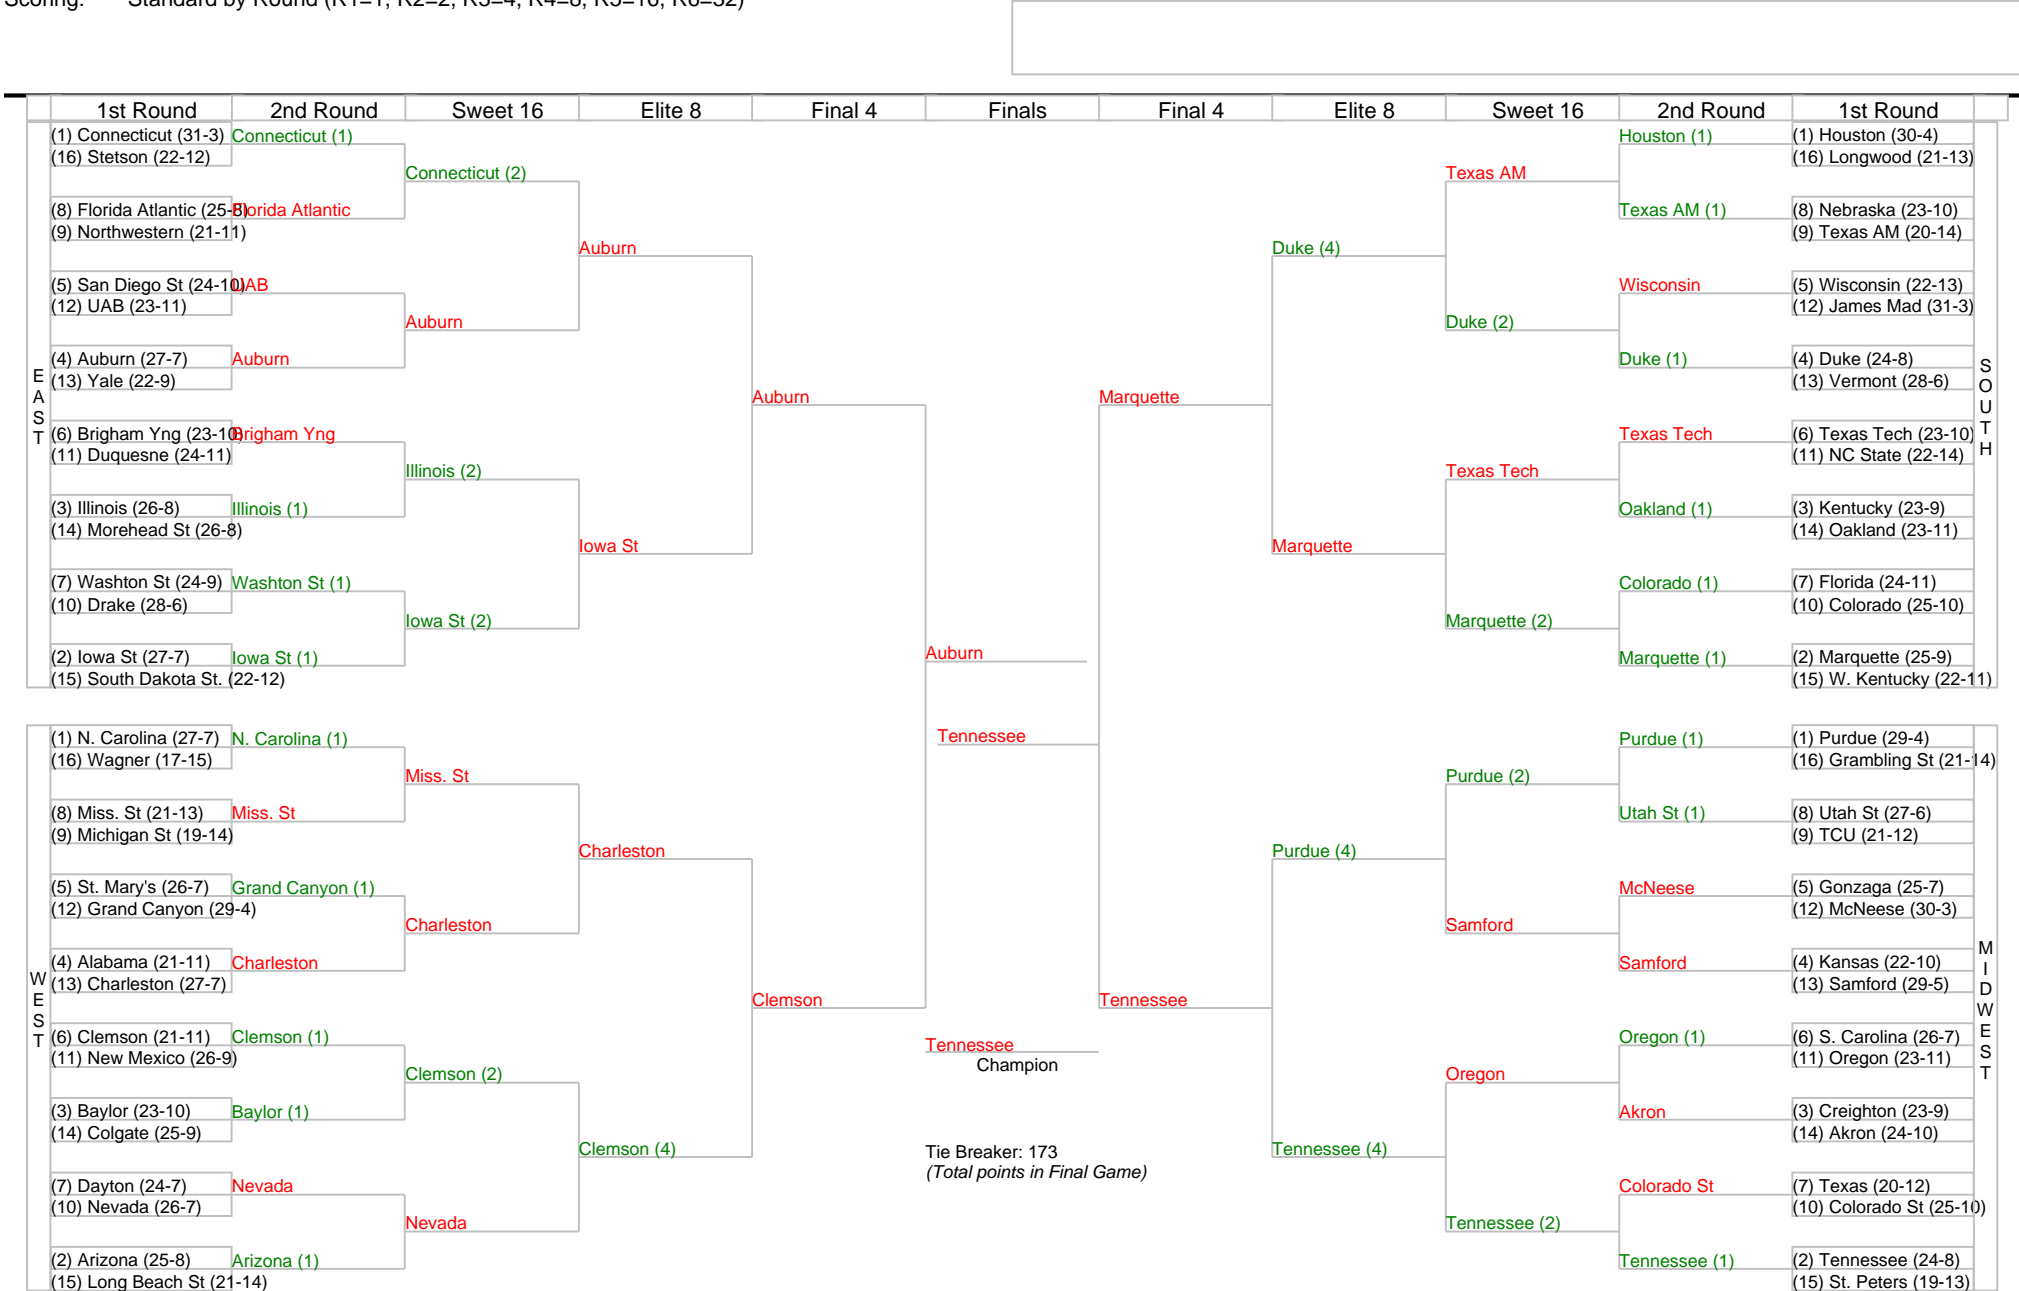 Scoring: Standard by Round (R1=1, R2=2, R3=4, R4=8, R5=16, R6=32)
1st Round 2nd Round Sweet 16 Elite 8 Final 4 Finals Final 4 Elite 8 Sweet 16 2nd Round 1st Round
EAST
(1) Connecticut (31-3)
(16) Stetson (22-12)
(8) Florida Atlantic (25-8)
(9) Northwestern (21-11)
(5) San Diego St (24-10)
(12) UAB (23-11)
(4) Auburn (27-7)
(13) Yale (22-9)
(6) Brigham Yng (23-10)
(11) Duquesne (24-11)
(3) Illinois (26-8)
(14) Morehead St (26-8)
(7) Washton St (24-9)
(10) Drake (28-6)
(2) Iowa St (27-7)
(15) South Dakota St. (22-12)
Connecticut (1)
Florida Atlantic
UAB
Auburn
Brigham Yng
Illinois (1)
Washton St (1)
Iowa St (1)
Connecticut (2)
Auburn
Illinois (2)
Iowa St (2)
Auburn
Iowa St
Auburn
WEST
(1) N. Carolina (27-7)
(16) Wagner (17-15)
(8) Miss. St (21-13)
(9) Michigan St (19-14)
(5) St. Mary's (26-7)
(12) Grand Canyon (29-4)
(4) Alabama (21-11)
(13) Charleston (27-7)
(6) Clemson (21-11)
(11) New Mexico (26-9)
(3) Baylor (23-10)
(14) Colgate (25-9)
(7) Dayton (24-7)
(10) Nevada (26-7)
(2) Arizona (25-8)
(15) Long Beach St (21-14)
N. Carolina (1)
Miss. St
Grand Canyon (1)
Charleston
Clemson (1)
Baylor (1)
Nevada
Arizona (1)
Miss. St
Charleston
Clemson (2)
Nevada
Charleston
Clemson (4)
Clemson
Auburn
Tennessee
Tennessee
Champion
Tie Breaker: 173
(Total points in Final Game)
Marquette
Duke (4)
Marquette
Texas AM
Duke (2)
Texas Tech
Marquette (2)
Houston (1)
Texas AM (1)
Wisconsin
Duke (1)
Texas Tech
Oakland (1)
Colorado (1)
Marquette (1)
(1) Houston (30-4)
(16) Longwood (21-13)
(8) Nebraska (23-10)
(9) Texas AM (20-14)
(5) Wisconsin (22-13)
(12) James Mad (31-3)
(4) Duke (24-8)
(13) Vermont (28-6)
(6) Texas Tech (23-10)
(11) NC State (22-14)
(3) Kentucky (23-9)
(14) Oakland (23-11)
(7) Florida (24-11)
(10) Colorado (25-10)
(2) Marquette (25-9)
(15) W. Kentucky (22-11)
SOUTH
Tennessee
Purdue (4)
Tennessee (4)
Purdue (2)
Samford
Oregon
Tennessee (2)
Purdue (1)
Utah St (1)
McNeese
Samford
Oregon (1)
Akron
Colorado St
Tennessee (1)
(1) Purdue (29-4)
(16) Grambling St (21-14)
(8) Utah St (27-6)
(9) TCU (21-12)
(5) Gonzaga (25-7)
(12) McNeese (30-3)
(4) Kansas (22-10)
(13) Samford (29-5)
(6) S. Carolina (26-7)
(11) Oregon (23-11)
(3) Creighton (23-9)
(14) Akron (24-10)
(7) Texas (20-12)
(10) Colorado St (25-10)
(2) Tennessee (24-8)
(15) St. Peters (19-13)
MIDWEST